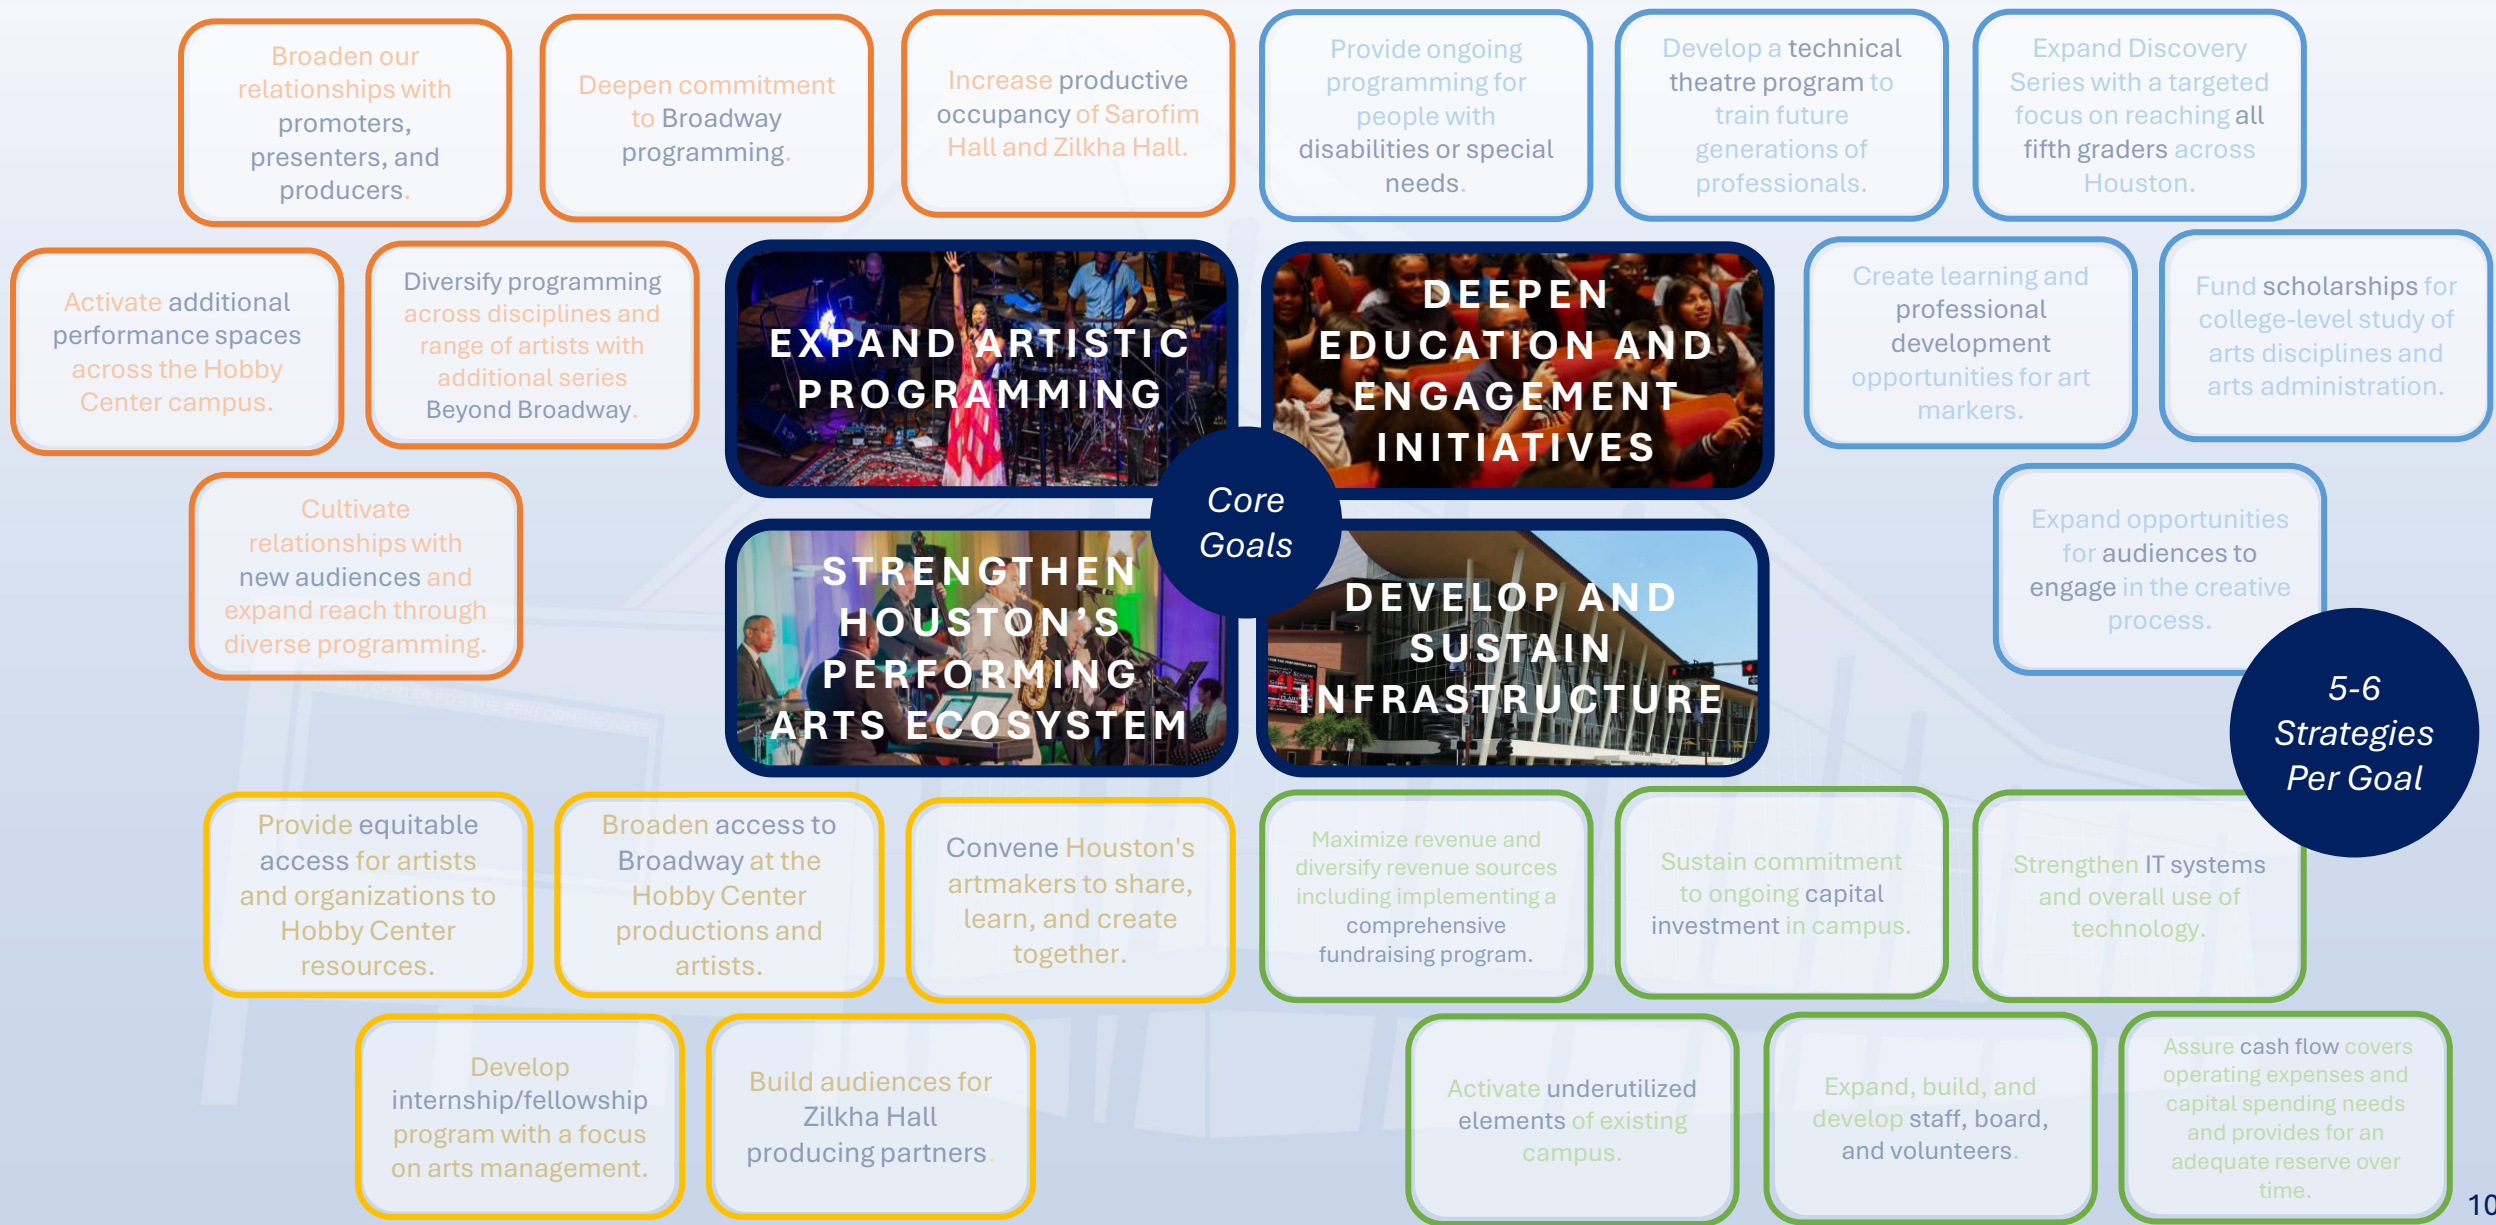 Broaden our
relationships with
promoters,
presenters, and
producers.
Deepen commitment
to Broadway
programming.
Increase productive
occupancy of Sarofim
Hall and Zilkha Hall.
Provide ongoing
programming for
people with
disabilities or special
needs.
Develop a technical
theatre program to
train future
generations of
professionals.
Expand Discovery
Series with a targeted
focus on reaching all
fifth graders across
Houston.
Activate additional
performance spaces
across the Hobby
Center campus.
Diversify programming
across disciplines and
range of artists with
additional series
Beyond Broadway.
EXPAND ARTISTIC
PROGRAMMING
DEEPEN
EDUCATION AND
ENGAGEMENT
INITIATIVES
Create learning and
professional
development
opportunities for art
markers.
Fund scholarships for
college-level study of
arts disciplines and
arts administration.
Cultivate
relationships with
new audiences and
expand reach through
diverse programming.
Core
Goals
Expand opportunities
for audiences to
engage in the creative
process.
STRENGTHEN
HOUSTON’S
PERFORMING
ARTS ECOSYSTEM
DEVELOP AND
SUSTAIN
INFRASTRUCTURE
5-6
Strategies
Per Goal
Provide equitable
access for artists
and organizations to
Hobby Center
resources.
Broaden access to
Broadway at the
Hobby Center
productions and
artists.
Convene Houston's
artmakers to share,
learn, and create
together.
Maximize revenue and
diversify revenue sources
including implementing a
comprehensive
fundraising program.
Sustain commitment
to ongoing capital
investment in campus.
Strengthen IT systems
and overall use of
technology.
Develop
internship/fellowship
program with a focus
on arts management.
Build audiences for
Zilkha Hall
producing partners.
Activate underutilized
elements of existing
campus.
Expand, build, and
develop staff, board,
and volunteers.
Assure cash flow covers
operating expenses and
capital spending needs
and provides for an
adequate reserve over
time.
10